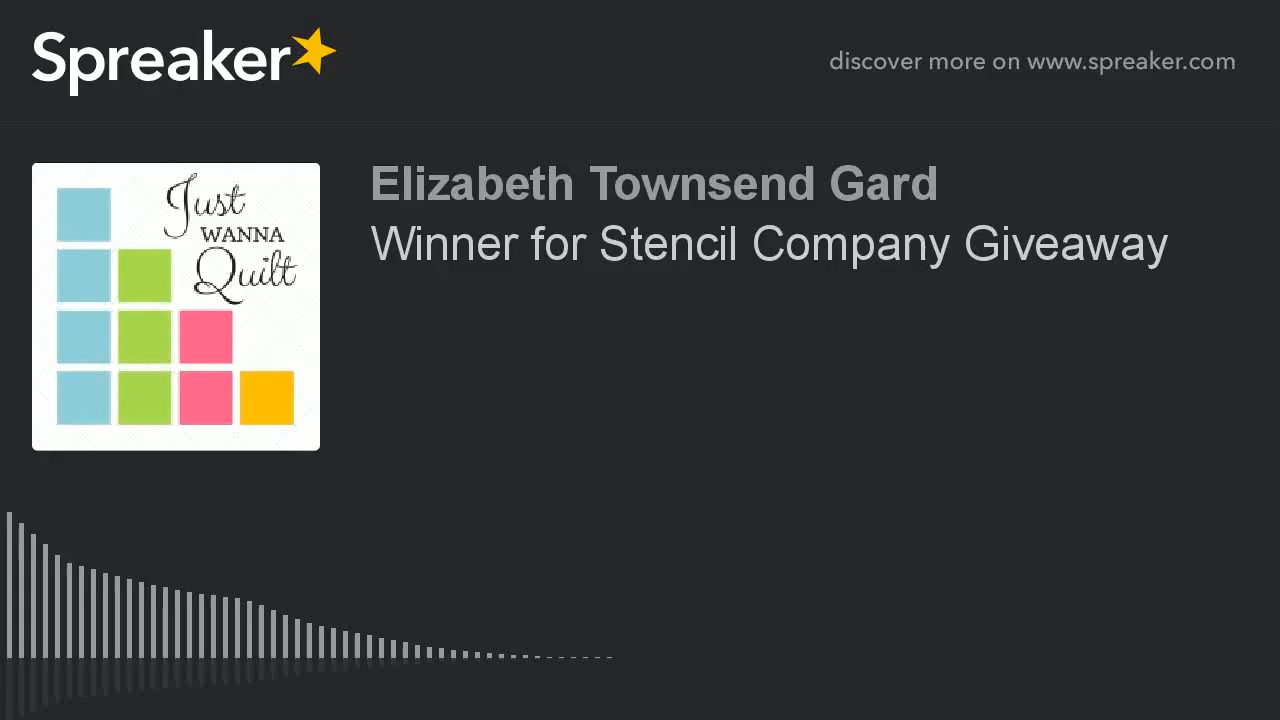 Spreaker
discover more on www.spreaker.com
Just
WANNA
Quilt
Elizabeth Townsend Gard
Winner for Stencil Company Giveaway